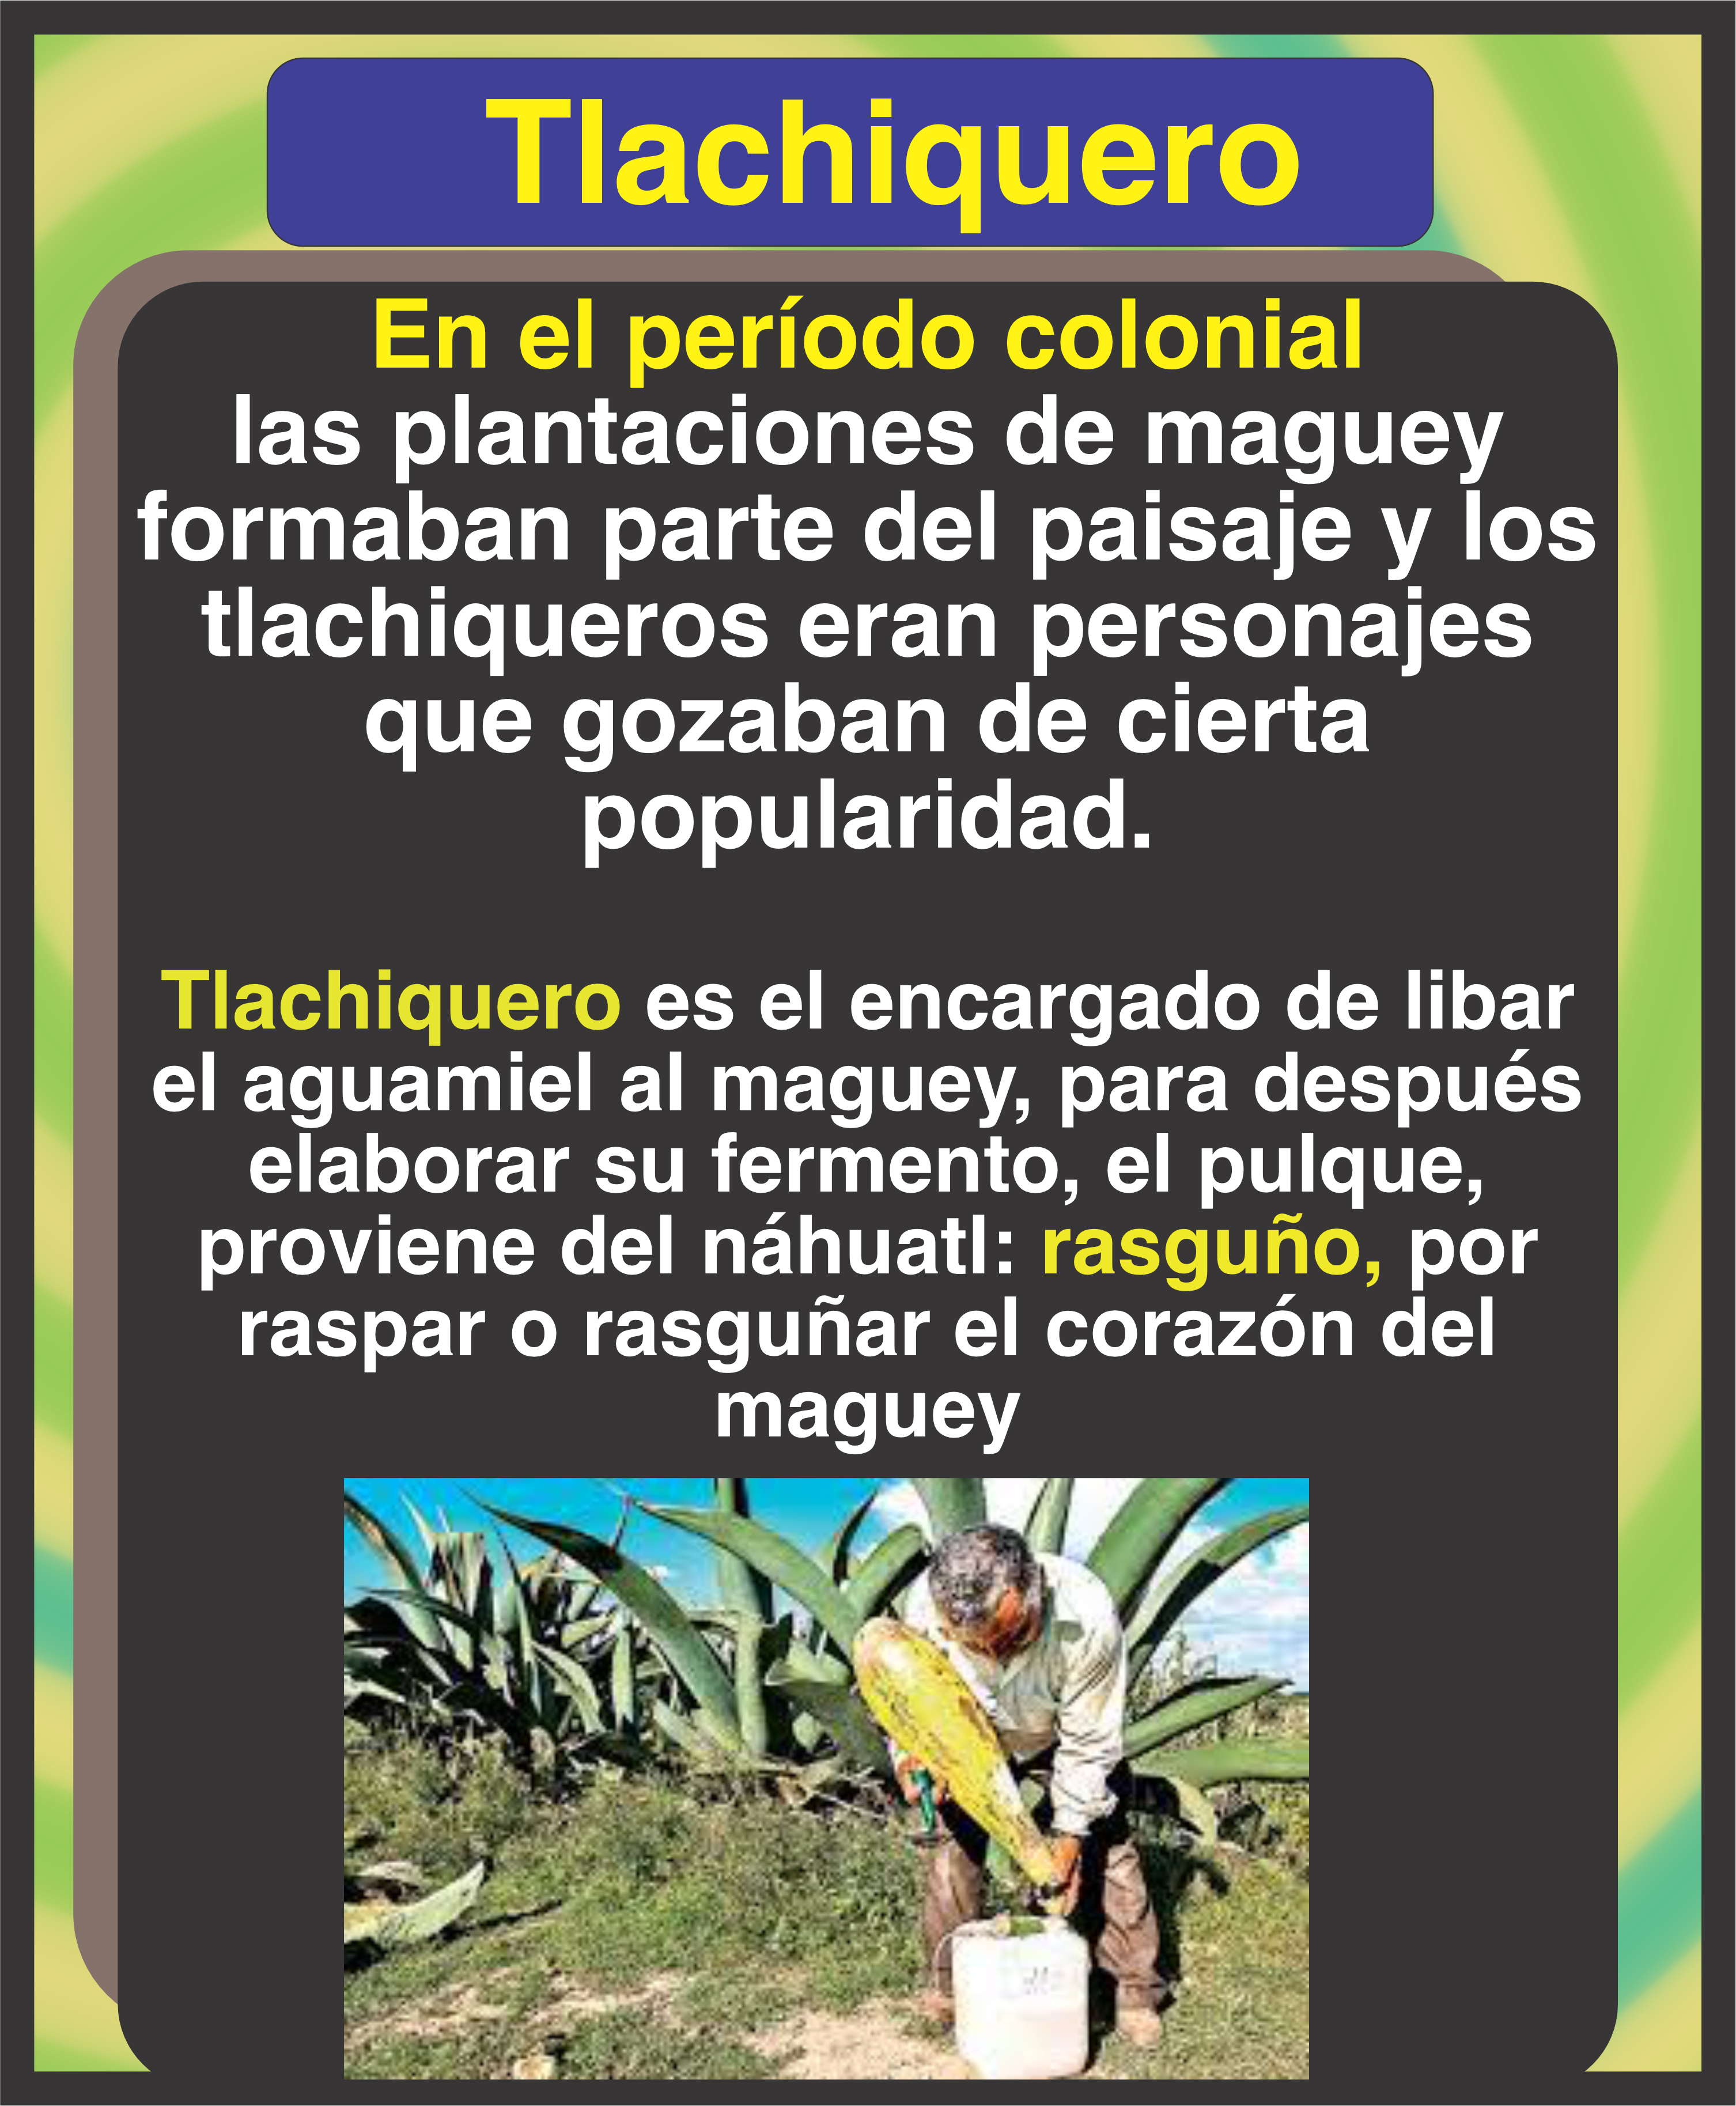 Tlachiquero
En el período colonial
las plantaciones de maguey
formaban parte del paisaje y los
tlachiqueros eran personajes
que gozaban de cierta
popularidad.
Tlachiquero es el encargado de libar
el aguamiel al maguey, para después
elaborar su fermento, el pulque,
proviene del náhuatl: rasguño, por
raspar o rasguñar el corazón del
maguey